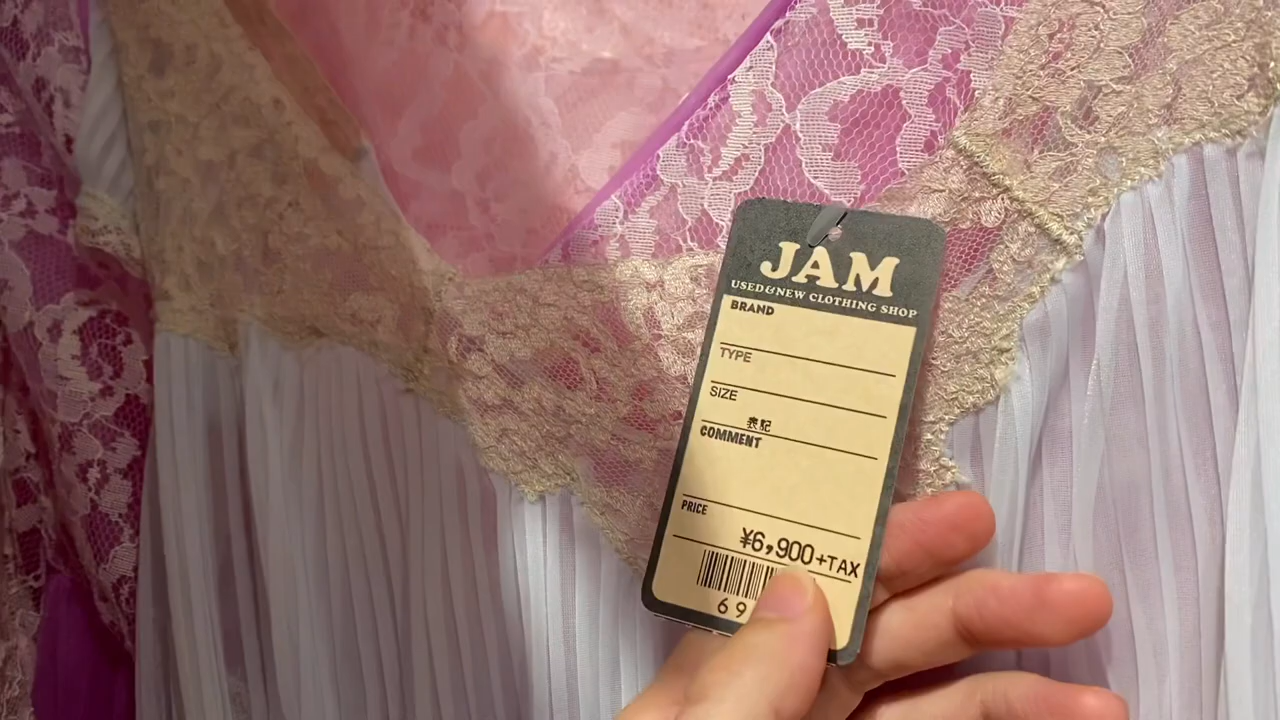 JAM
USED&NEW CLOTHING SHOP
BRAND
TYPE
SIZE
表記
COMMENT
PRICE
¥6,900+TAX
69